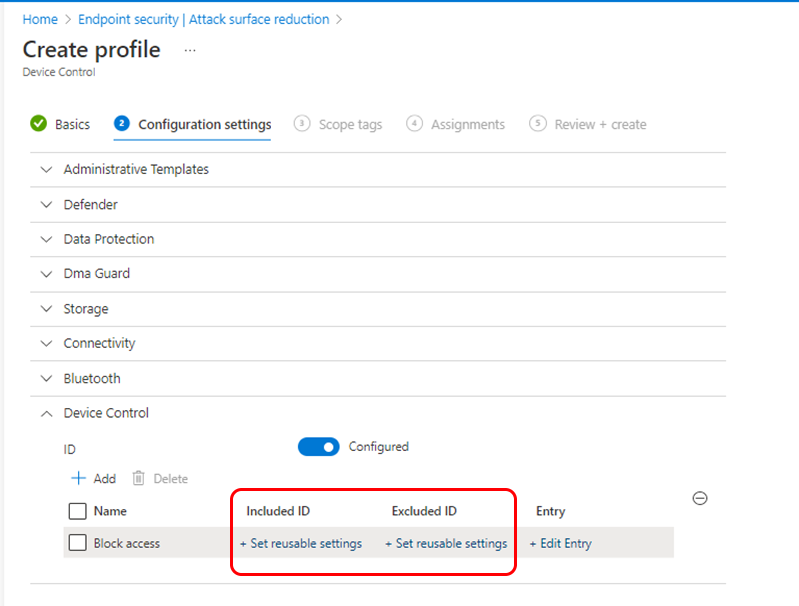 Home > Endpoint security | Attack surface reduction >
Create profile ...
Device Control
Basics 2 Configuration settings 3 Scope tags 4 Assignments 5 Review + create
Administrative Templates
Defender
Data Protection
Dma Guard
Storage
Connectivity
Bluetooth
Device Control
ID Configured
+ Add Delete
Name Included ID Excluded ID Entry
Block access + Set reusable settings + Set reusable settings + Edit Entry